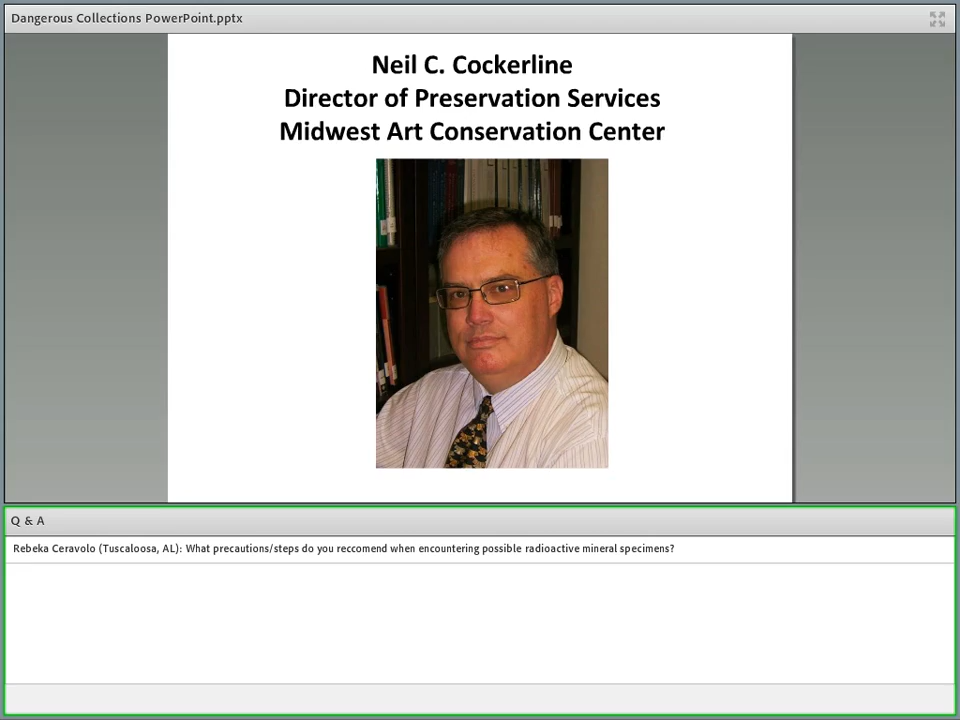 Dangerous Collections PowerPoint.pptx
Neil C. Cockerline
Director of Preservation Services
Midwest Art Conservation Center
Q & A
Rebeka Ceravolo (Tuscaloosa, AL): What precautions/steps do you reccomend when encountering possible radioactive mineral specimens?